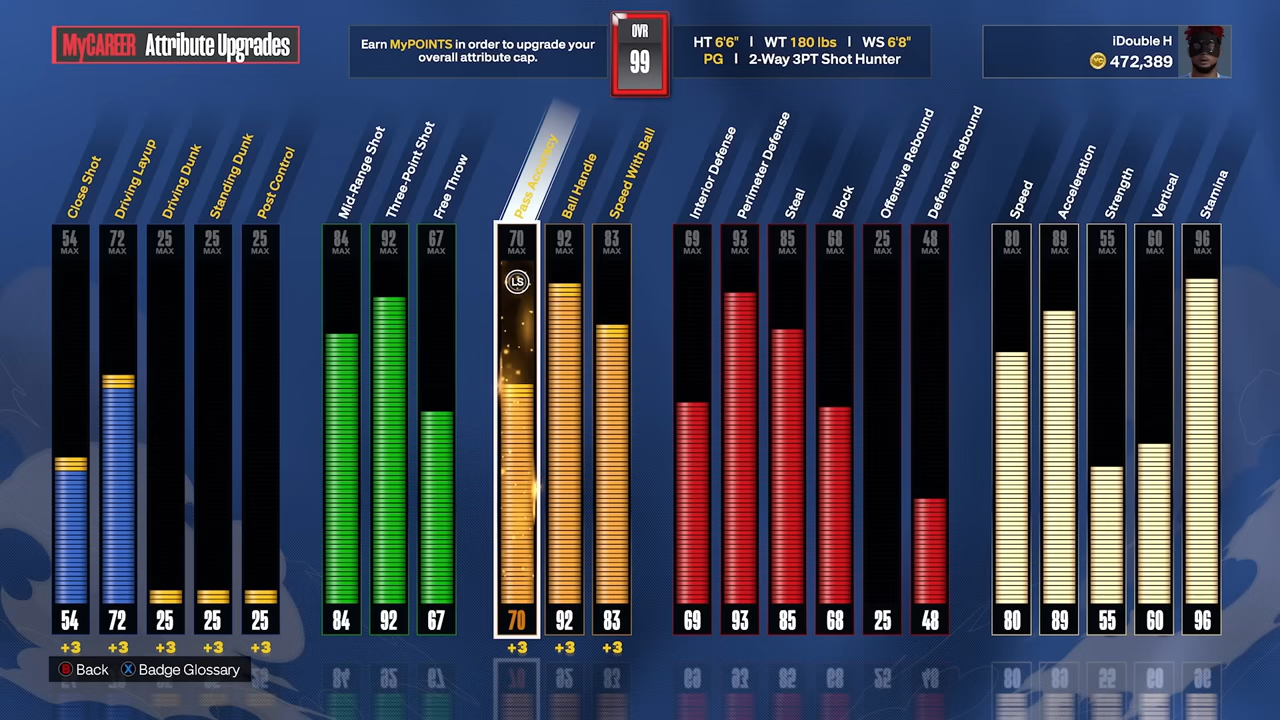 MyCAREER Attribute Upgrades
Earn MyPOINTS in order to upgrade your
overall attribute cap.
OVR
99
HT 6'6" | WT 180 lbs | WS 6'8"
PG | 2-Way 3PT Shot Hunter
iDouble H
VC 472,389
Close Shot
Driving Layup
Driving Dunk
Standing Dunk
Post Control
Mid-Range Shot
Three-Point Shot
Free Throw
Pass Accuracy
Ball Handle
Speed With Ball
Interior Defense
Perimeter Defense
Steal
Block
Offensive Rebound
Defensive Rebound
Speed
Acceleration
Strength
Vertical
Stamina
54 72 25 25 25 84 92 67 70 92 83 69 93 85 68 25 48 80 89 55 60 96
MAX MAX MAX MAX MAX MAX MAX MAX MAX MAX MAX MAX MAX MAX MAX MAX MAX MAX MAX MAX MAX MAX
54 72 25 25 25 84 92 67 70 92 83 69 93 85 68 25 48 80 89 55 60 96
+3 +3 +3 +3 +3 +3 +3 +3
B Back X Badge Glossary